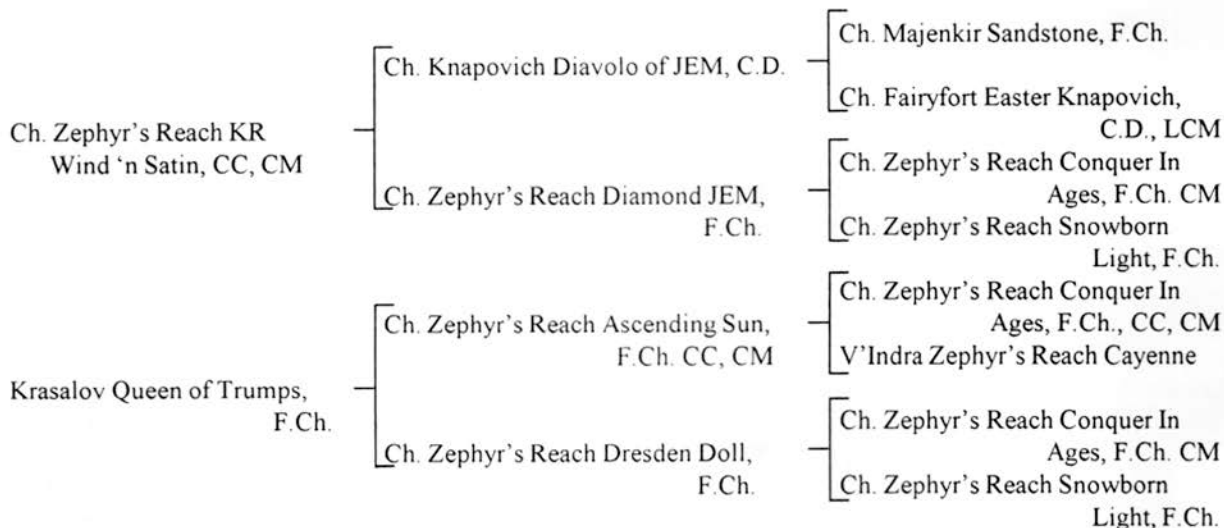 Ch. Zephyr's Reach KR
Wind 'n Satin, CC, CM
Ch. Knapovich Diavolo of JEM, C.D.
Ch. Majenkir Sandstone, F.Ch.
Ch. Fairyfort Easter Knapovich,
C.D., LCM
Ch. Zephyr's Reach Diamond JEM,
F.Ch.
Ch. Zephyr's Reach Conquer In
Ages, F.Ch. CM
Ch. Zephyr's Reach Snowborn
Light, F.Ch.
Krasalov Queen of Trumps,
F.Ch.
Ch. Zephyr's Reach Ascending Sun,
F.Ch. CC, CM
Ch. Zephyr's Reach Conquer In
Ages, F.Ch., CC, CM
V'Indra Zephyr's Reach Cayenne
Ch. Zephyr's Reach Dresden Doll,
F.Ch.
Ch. Zephyr's Reach Conquer In
Ages, F.Ch. CM
Ch. Zephyr's Reach Snowborn
Light, F.Ch.